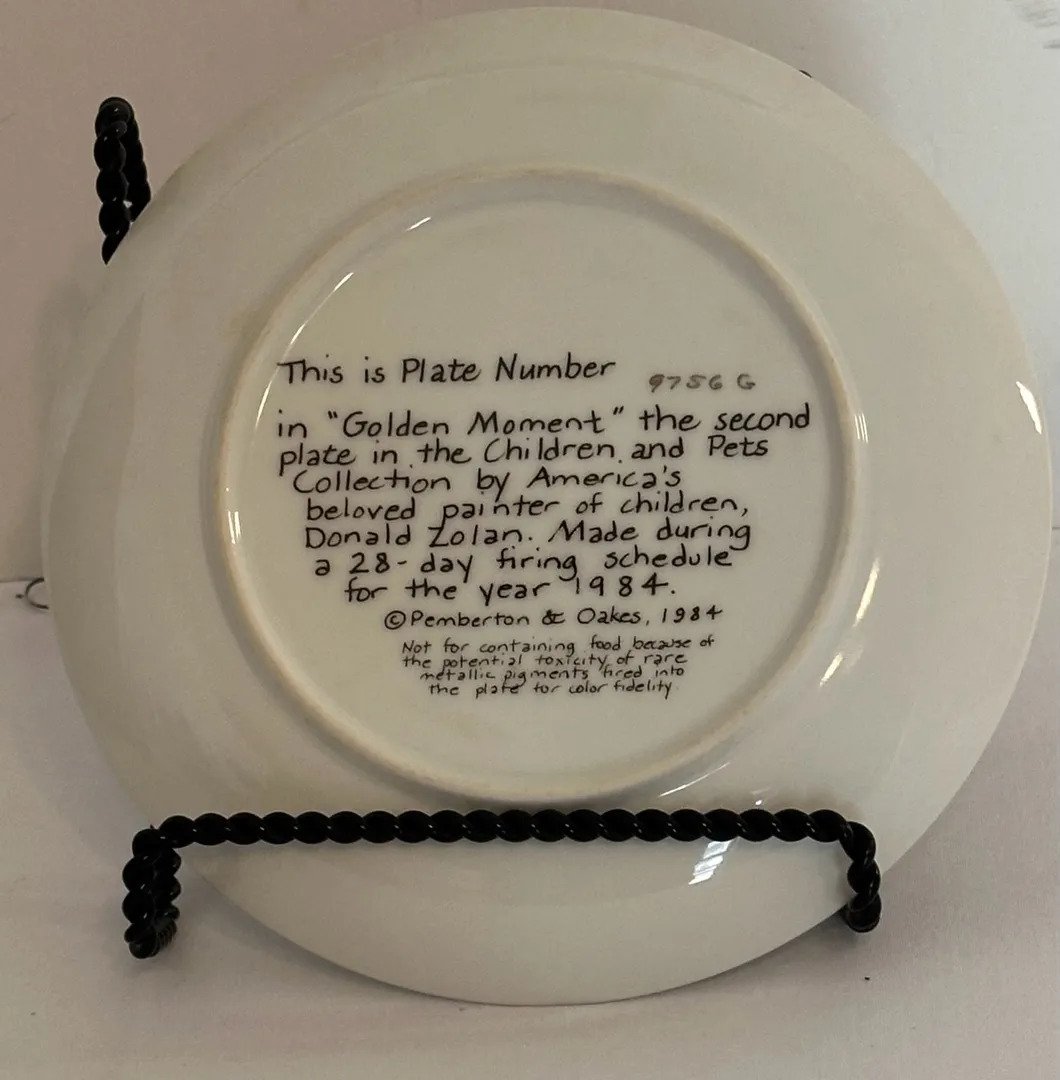 This is Plate Number 9756 G
in "Golden Moment" the second
plate in the Children and Pets
Collection by America's
beloved painter of children,
Donald Zolan. Made during
a 28-day firing schedule
for the year 1984.
©Pemberton & Oakes, 1984
Not for containing food because of
the potential toxicity of rare
metallic pigments fired into
the plate for color fidelity.